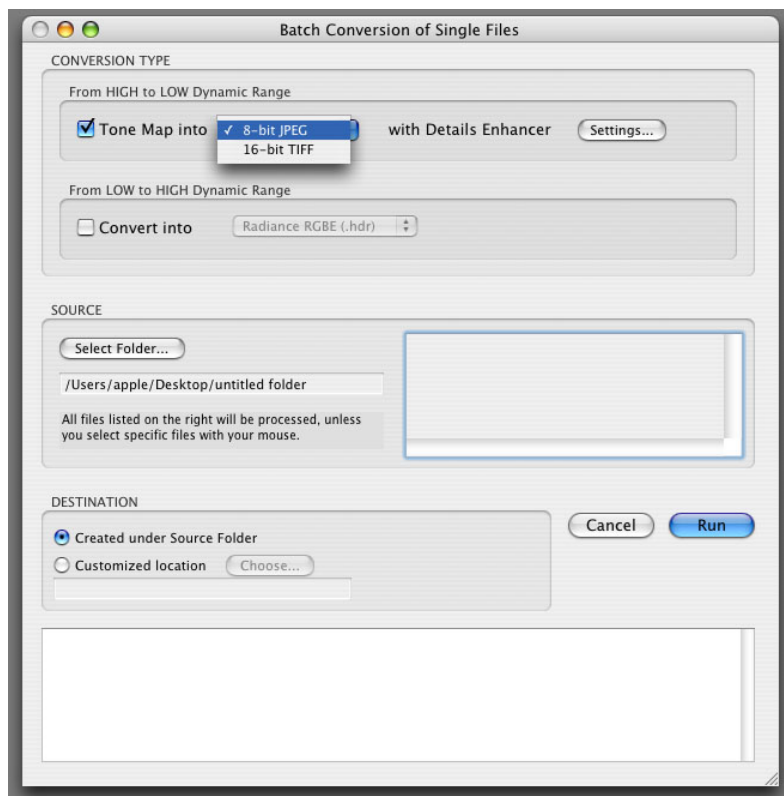 Batch Conversion of Single Files
CONVERSION TYPE
From HIGH to LOW Dynamic Range
Tone Map into ✓ 8-bit JPEG with Details Enhancer Settings...
16-bit TIFF
From LOW to HIGH Dynamic Range
Convert into Radiance RGBE (.hdr)
SOURCE
Select Folder...
/Users/apple/Desktop/untitled folder
All files listed on the right will be processed, unless
you select specific files with your mouse.
DESTINATION
Cancel Run
Created under Source Folder
Customized location Choose...